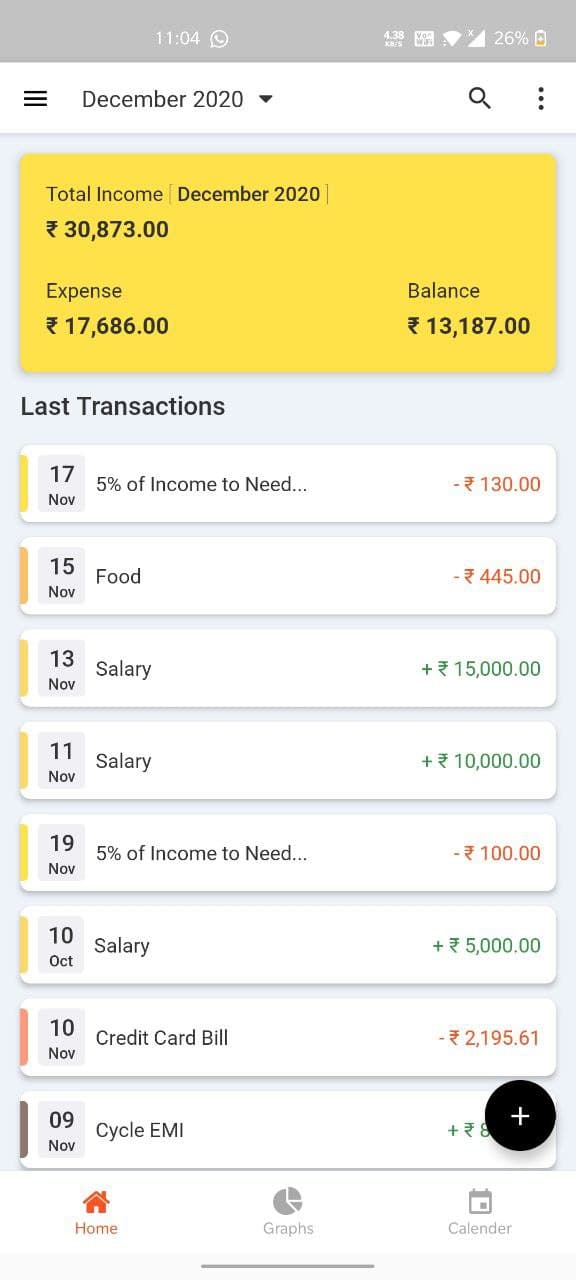 11:04
4.38
KB/S
VoWiFi
x
26%
December 2020
Total Income [ December 2020 ]
₹ 30,873.00
Expense Balance
₹ 17,686.00 ₹ 13,187.00
Last Transactions
17 Nov 5% of Income to Need... - ₹ 130.00
15 Nov Food - ₹ 445.00
13 Nov Salary + ₹ 15,000.00
11 Nov Salary + ₹ 10,000.00
19 Nov 5% of Income to Need... - ₹ 100.00
10 Oct Salary + ₹ 5,000.00
10 Nov Credit Card Bill - ₹ 2,195.61
09 Nov Cycle EMI + ₹ 8
+
Home Graphs Calender